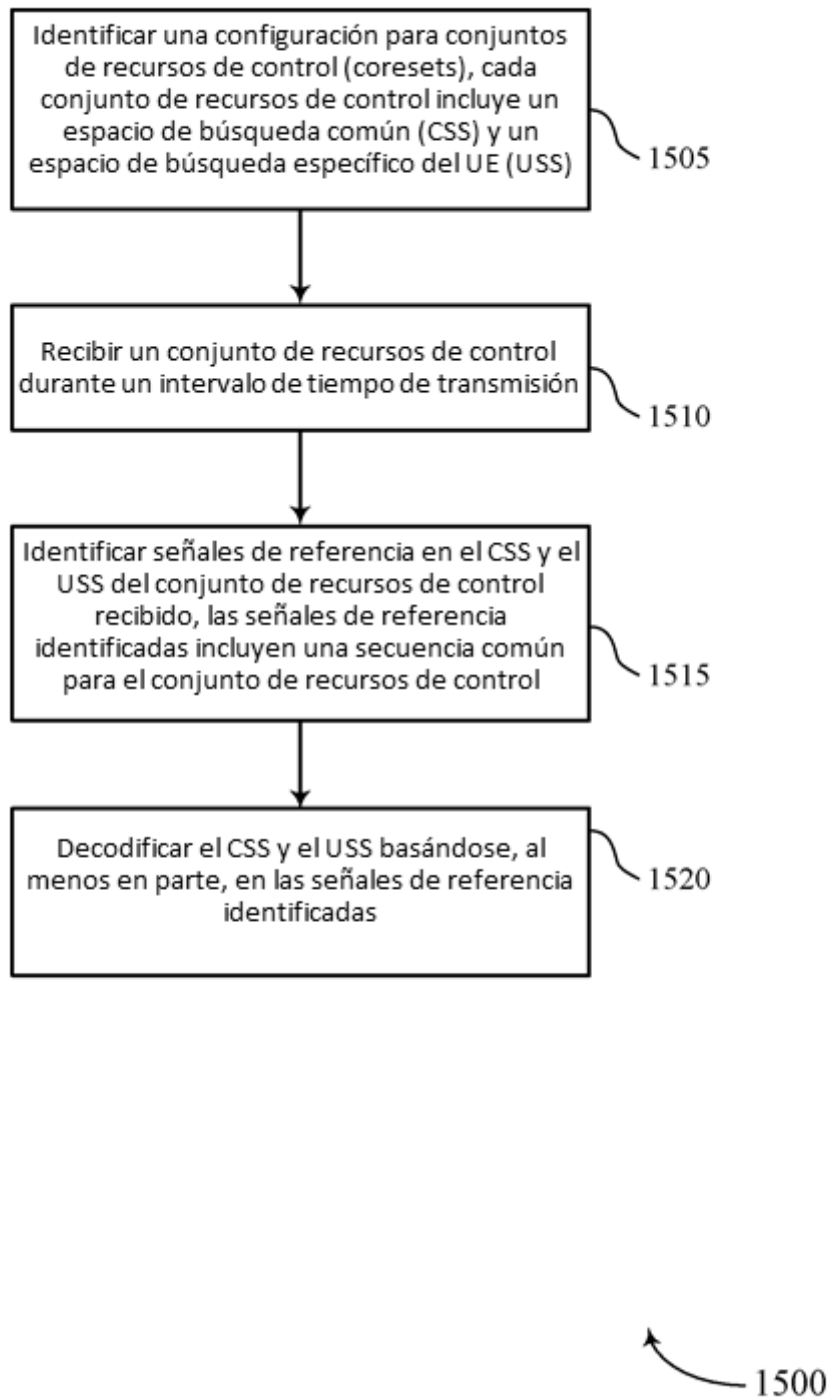 Identificar una configuración para conjuntos
de recursos de control (coresets), cada
conjunto de recursos de control incluye un
espacio de búsqueda común (CSS) y un
espacio de búsqueda específico del UE (USS)
1505
Recibir un conjunto de recursos de control
durante un intervalo de tiempo de transmisión
1510
Identificar señales de referencia en el CSS y el
USS del conjunto de recursos de control
recibido, las señales de referencia
identificadas incluyen una secuencia común
para el conjunto de recursos de control
1515
Decodificar el CSS y el USS basándose, al
menos en parte, en las señales de referencia
identificadas
1520
1500